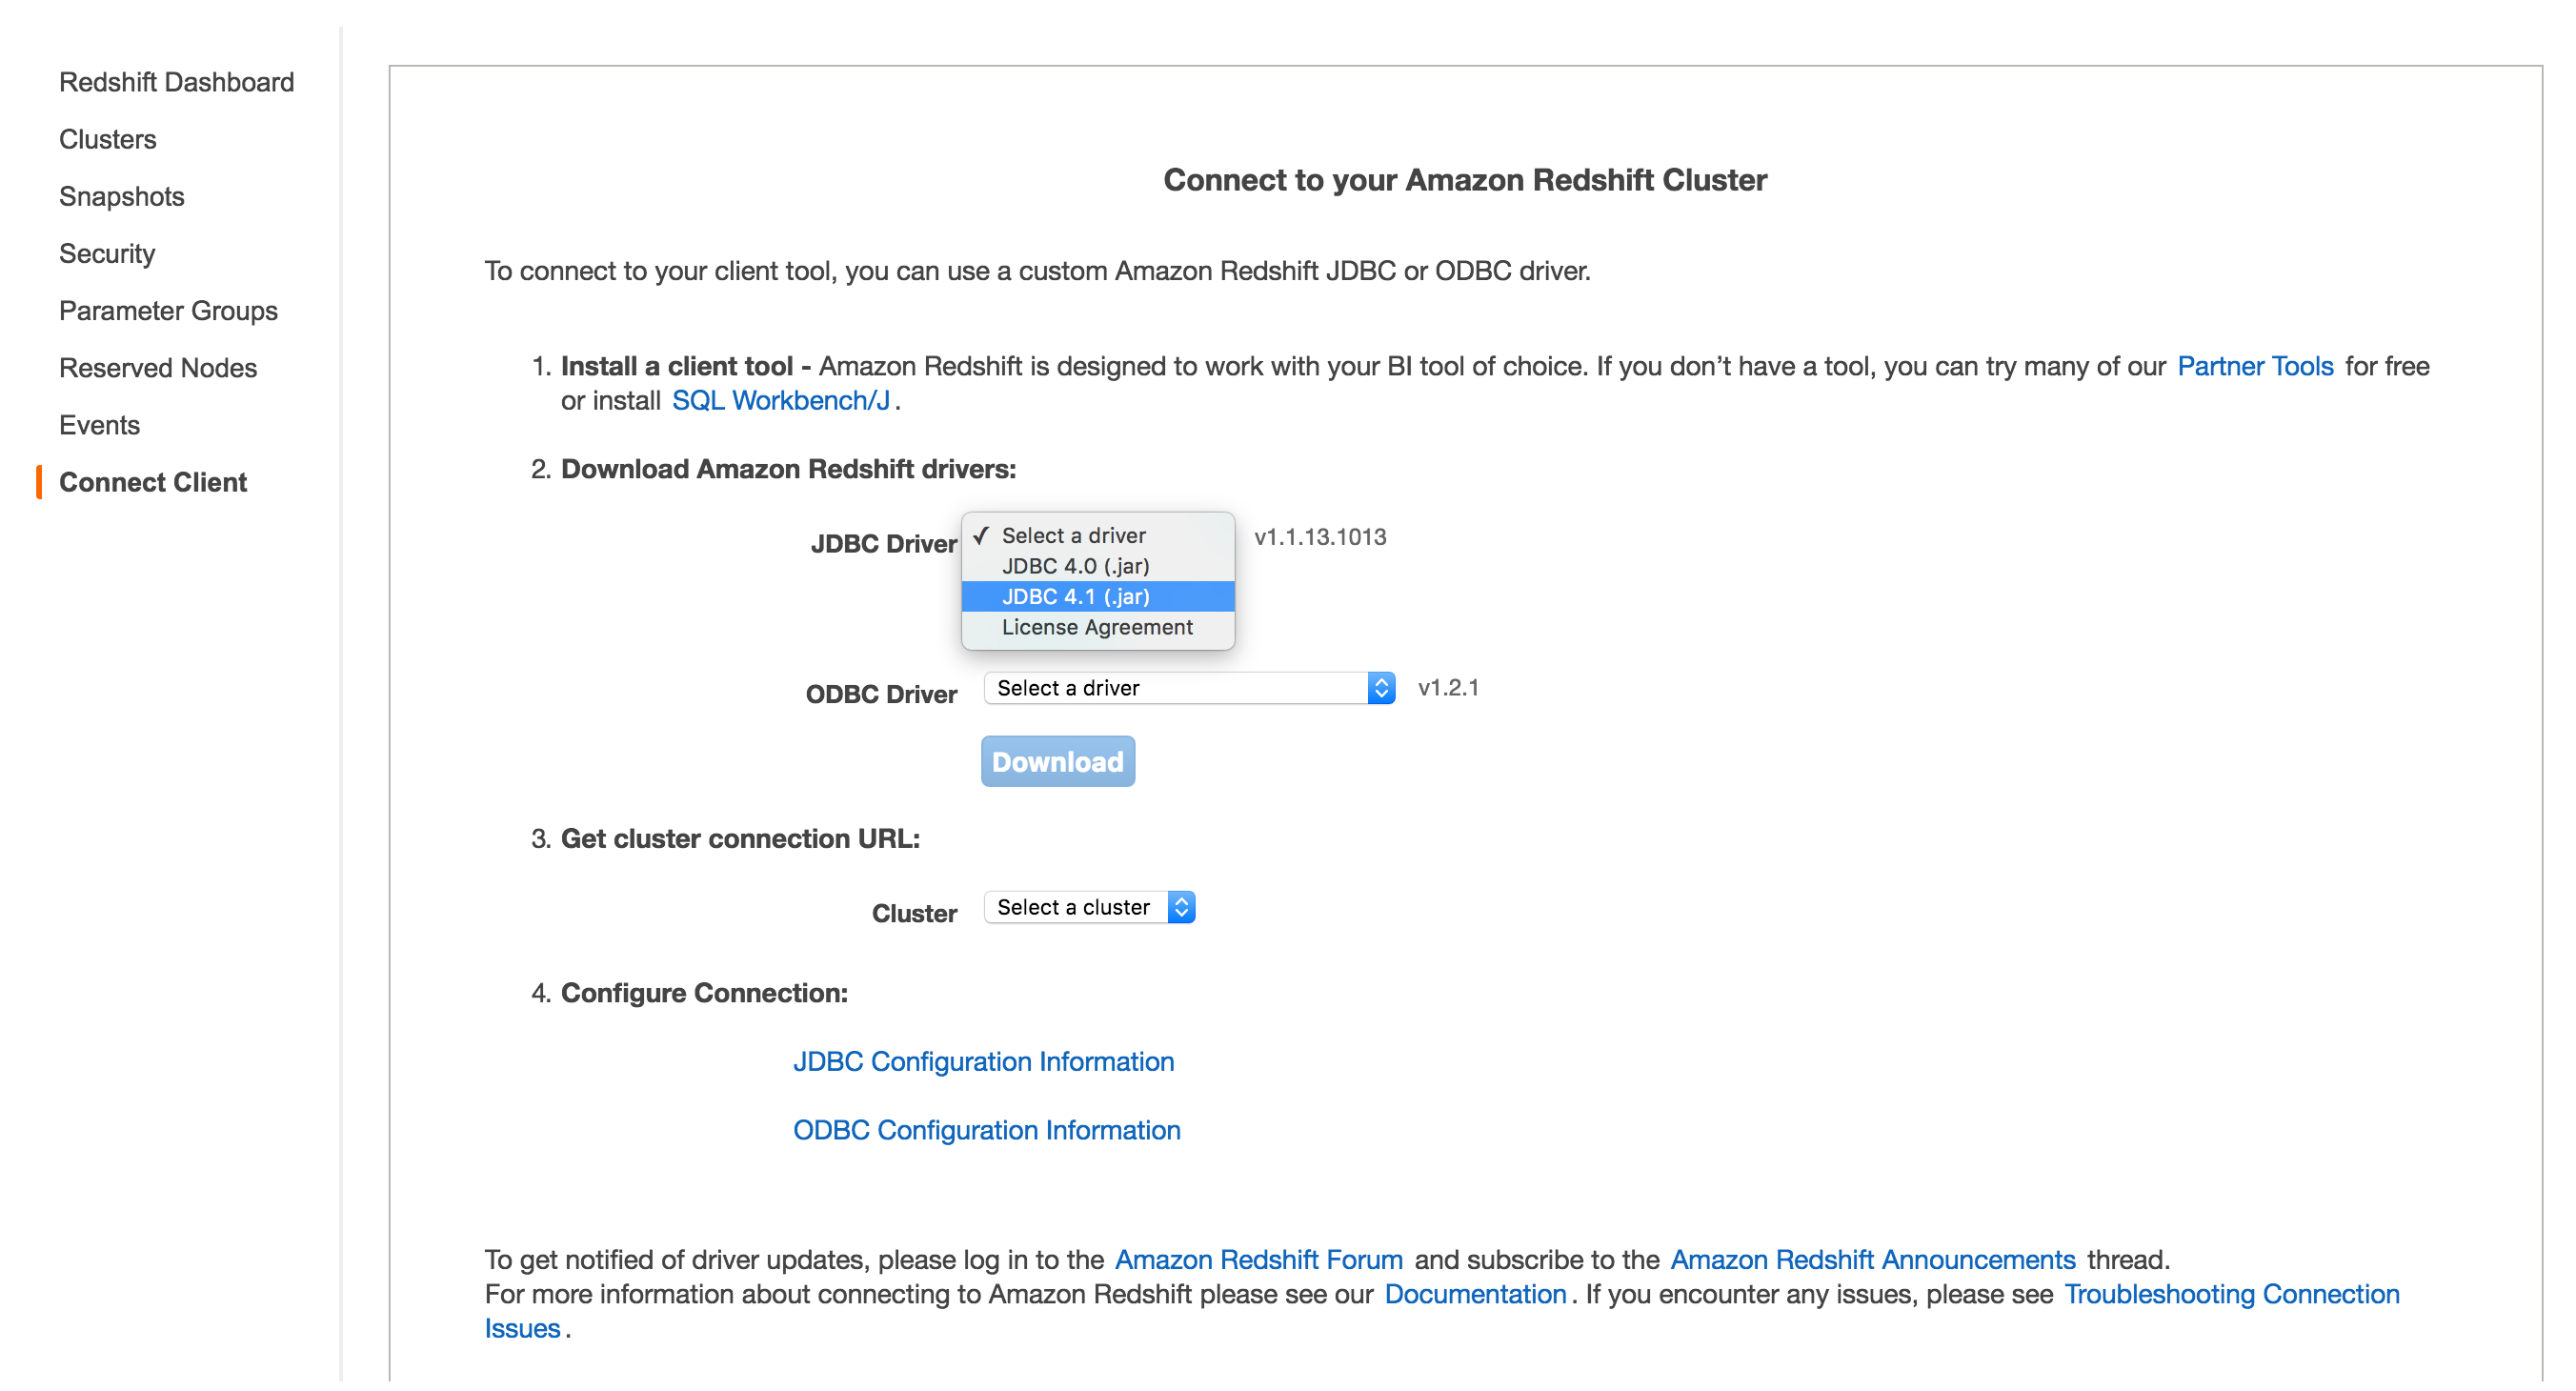 Redshift Dashboard
Clusters
Snapshots
Security
Parameter Groups
Reserved Nodes
Events
Connect Client
Connect to your Amazon Redshift Cluster
To connect to your client tool, you can use a custom Amazon Redshift JDBC or ODBC driver.
1. Install a client tool - Amazon Redshift is designed to work with your BI tool of choice. If you don’t have a tool, you can try many of our Partner Tools for free
or install SQL Workbench/J .
2. Download Amazon Redshift drivers:
JDBC Driver ✓ Select a driver v1.1.13.1013
JDBC 4.0 (.jar)
JDBC 4.1 (.jar)
License Agreement
ODBC Driver Select a driver v1.2.1
Download
3. Get cluster connection URL:
Cluster Select a cluster
4. Configure Connection:
JDBC Configuration Information
ODBC Configuration Information
To get notified of driver updates, please log in to the Amazon Redshift Forum and subscribe to the Amazon Redshift Announcements thread.
For more information about connecting to Amazon Redshift please see our Documentation . If you encounter any issues, please see Troubleshooting Connection
Issues .